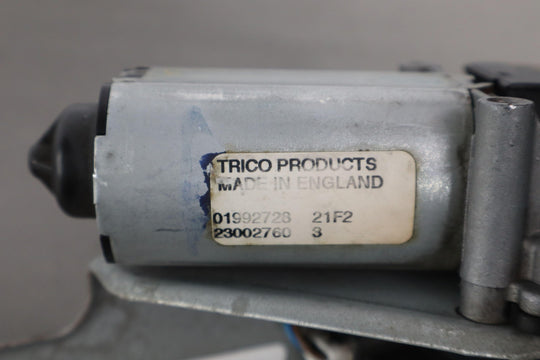 TRICO PRODUCTS
MADE IN ENGLAND
01992728 21F2
23002760 3